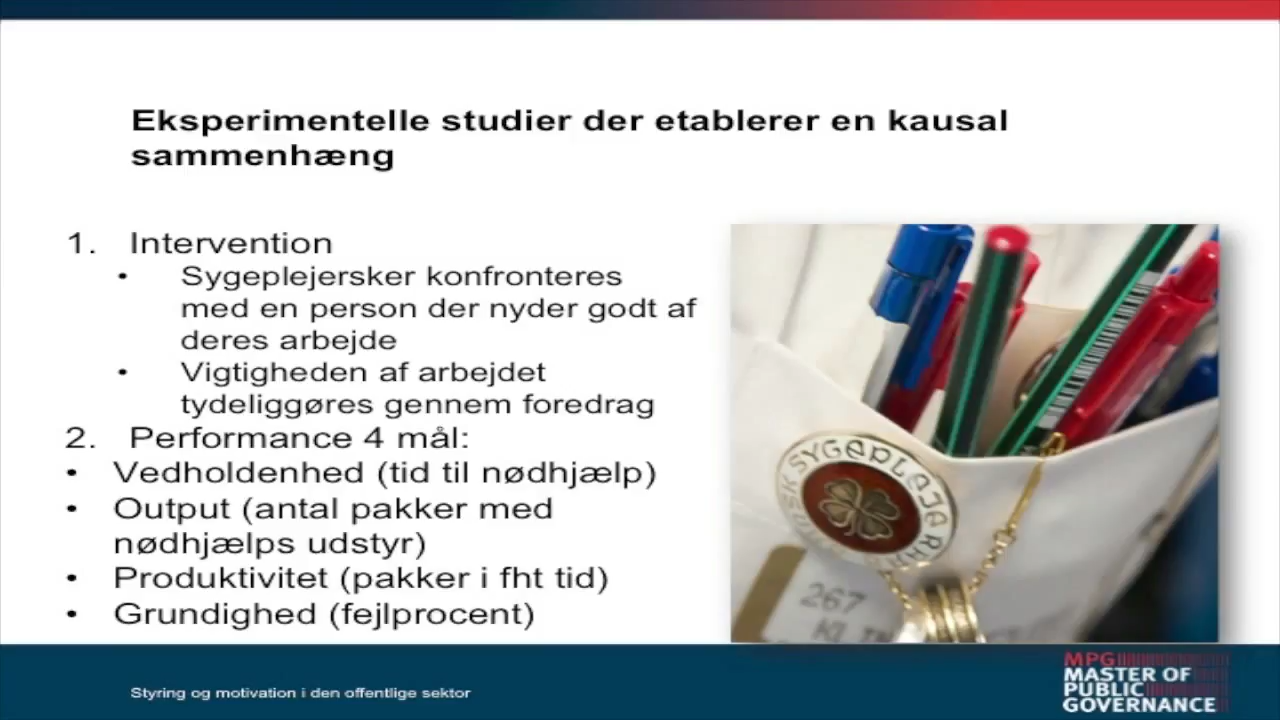 Eksperimentelle studier der etablerer en kausal
sammenhæng
1. Intervention
• Sygeplejersker konfronteres
med en person der nyder godt af
deres arbejde
• Vigtigheden af arbejdet
tydeliggøres gennem foredrag
2. Performance 4 mål:
• Vedholdenhed (tid til nødhjælp)
• Output (antal pakker med
nødhjælps udstyr)
• Produktivitet (pakker i fht tid)
• Grundighed (fejlprocent)
SYGEPLEJE
267
Styring og motivation i den offentlige sektor
MPG
MASTER OF
PUBLIC
GOVERNANCE